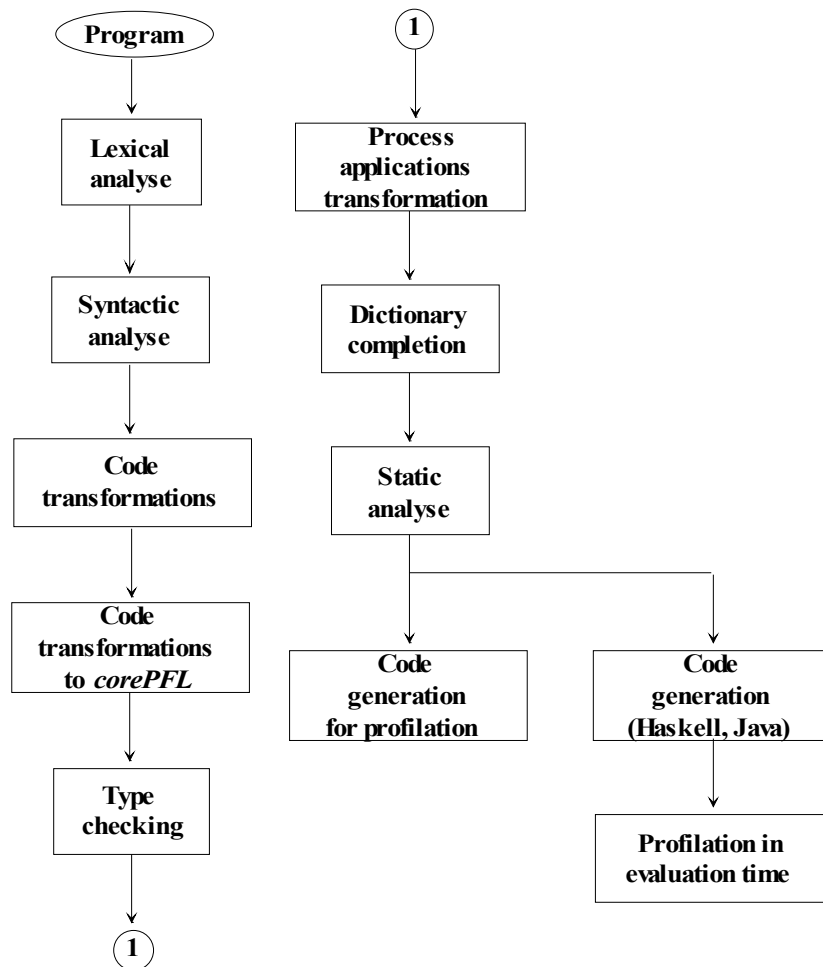 Program
Lexical
analyse
Syntactic
analyse
Code
transformations
Code
transformations
to corePFL
Type
checking
1
1
Process
applications
transformation
Dictionary
completion
Static
analyse
Code
generation
for profilation
Code
generation
(Haskell, Java)
Profilation in
evaluation time